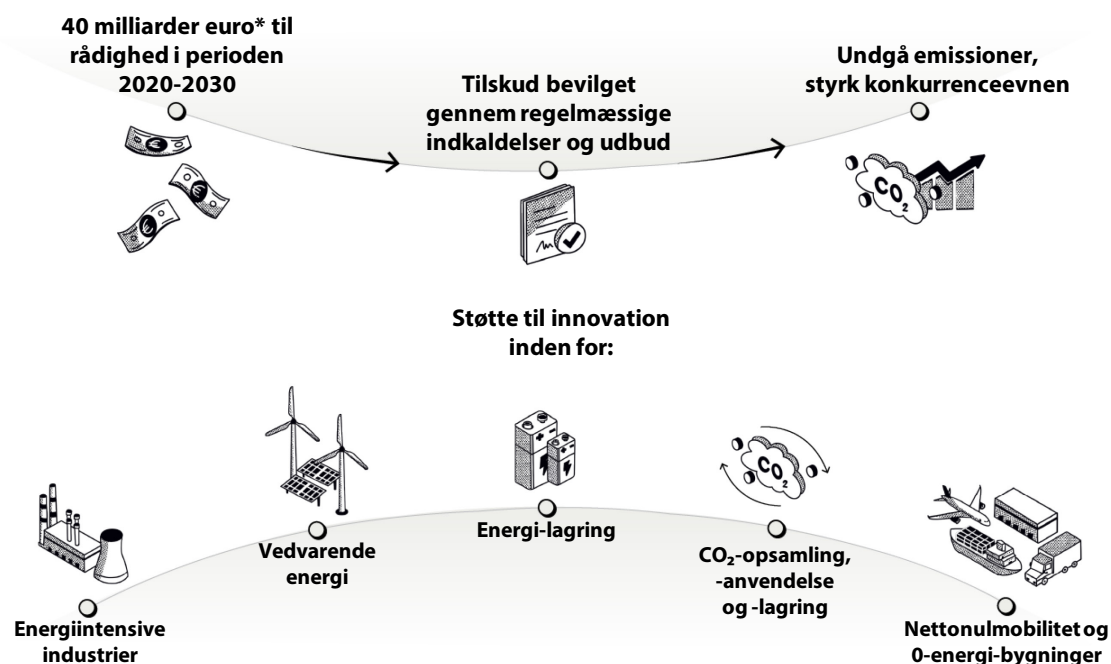 40 milliarder euro* til
rådighed i perioden
2020-2030
Tilskud bevilget
gennem regelmæssige
indkaldelser og udbud
Undgå emissioner,
styrk konkurrenceevnen
CO₂
Støtte til innovation
inden for:
Energiintensive
industrier
Vedvarende
energi
Energi-lagring
CO₂
CO₂-opsamling,
-anvendelse
og -lagring
Nettonulmobilitet og
0-energi-bygninger